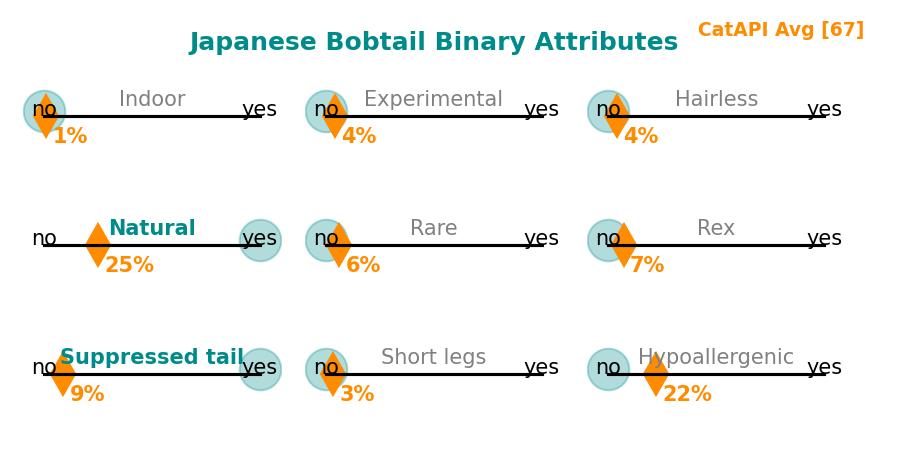 Japanese Bobtail Binary Attributes
CatAPI Avg [67]
Indoor
no
yes
1%
Experimental
no
yes
4%
Hairless
no
yes
4%
Natural
no
yes
25%
Rare
no
yes
6%
Rex
no
yes
7%
Suppressed tail
no
yes
9%
Short legs
no
yes
3%
Hypoallergenic
no
yes
22%